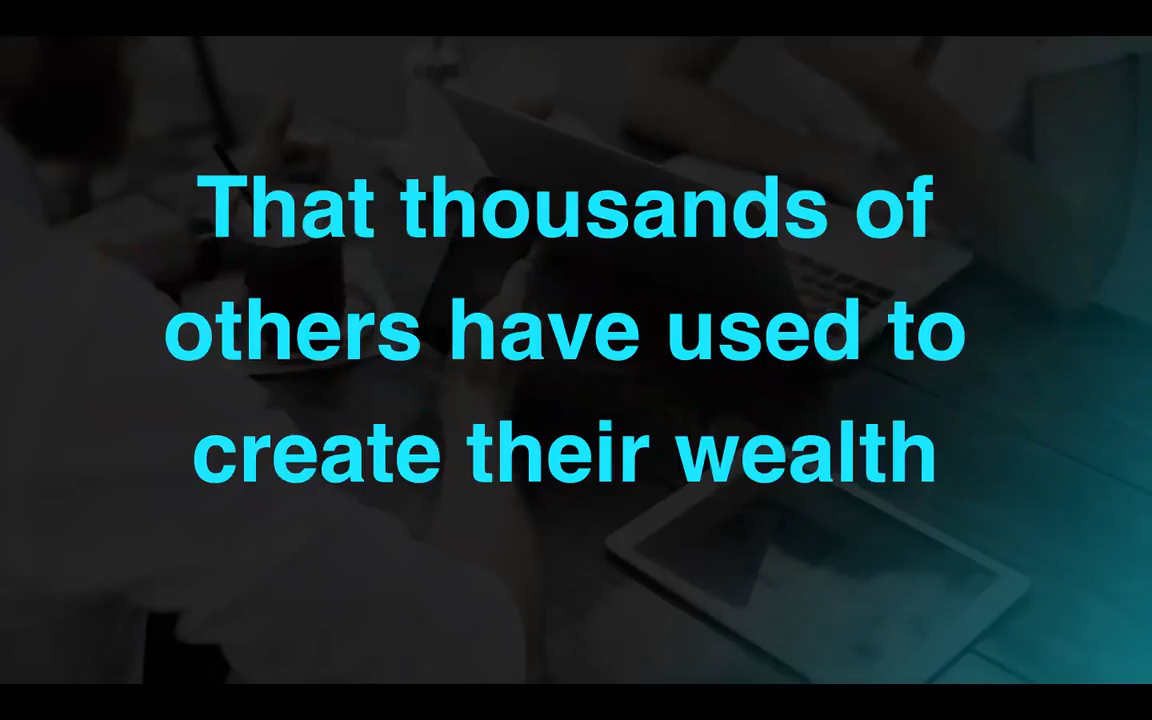 That thousands of
others have used to
create their wealth